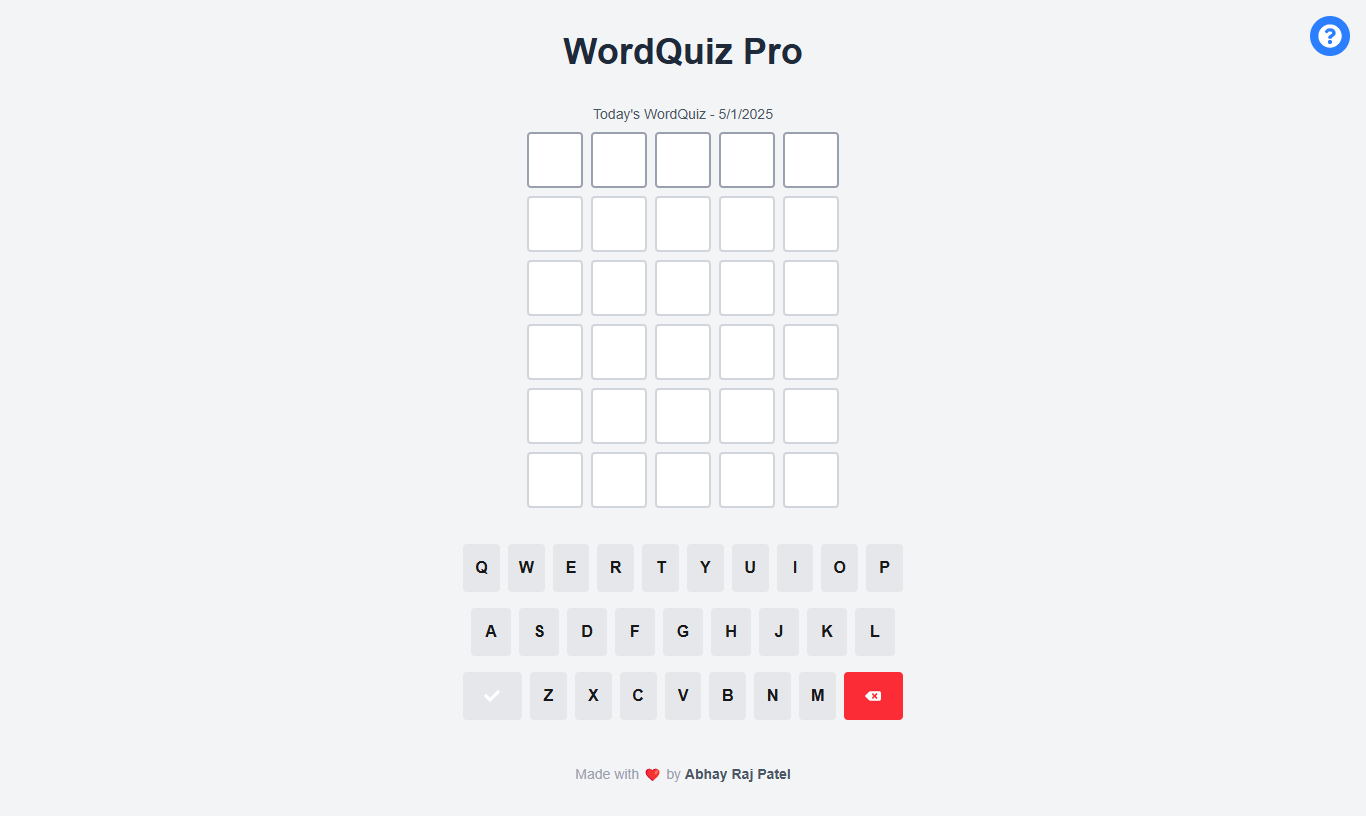 WordQuiz Pro
?
Today's WordQuiz - 5/1/2025
Q W E R T Y U I O P
A S D F G H J K L
Z X C V B N M
Made with ❤️ by Abhay Raj Patel